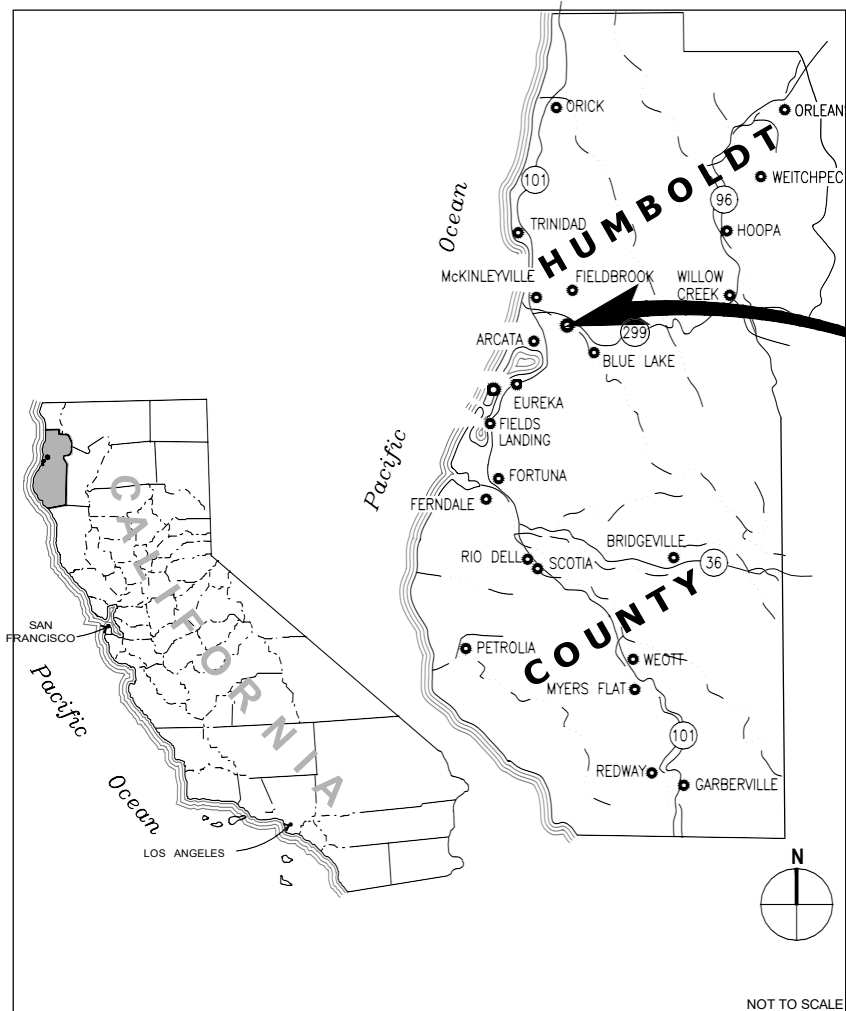 ORICK
ORLEAN
WEITCHPEC
101
96
Ocean
HUMBOLDT
TRINIDAD
HOOPA
McKINLEYVILLE
FIELDBROOK
WILLOW
CREEK
299
ARCATA
BLUE LAKE
EUREKA
FIELDS
LANDING
Pacific
FORTUNA
FERNDALE
BRIDGEVILLE
RIO DELL
SCOTIA
36
COUNTY
PETROLIA
WEOTT
MYERS FLAT
101
REDWAY
GARBERVILLE
CALIFORNIA
SAN
FRANCISCO
Pacific
Ocean
LOS ANGELES
N
NOT TO SCALE